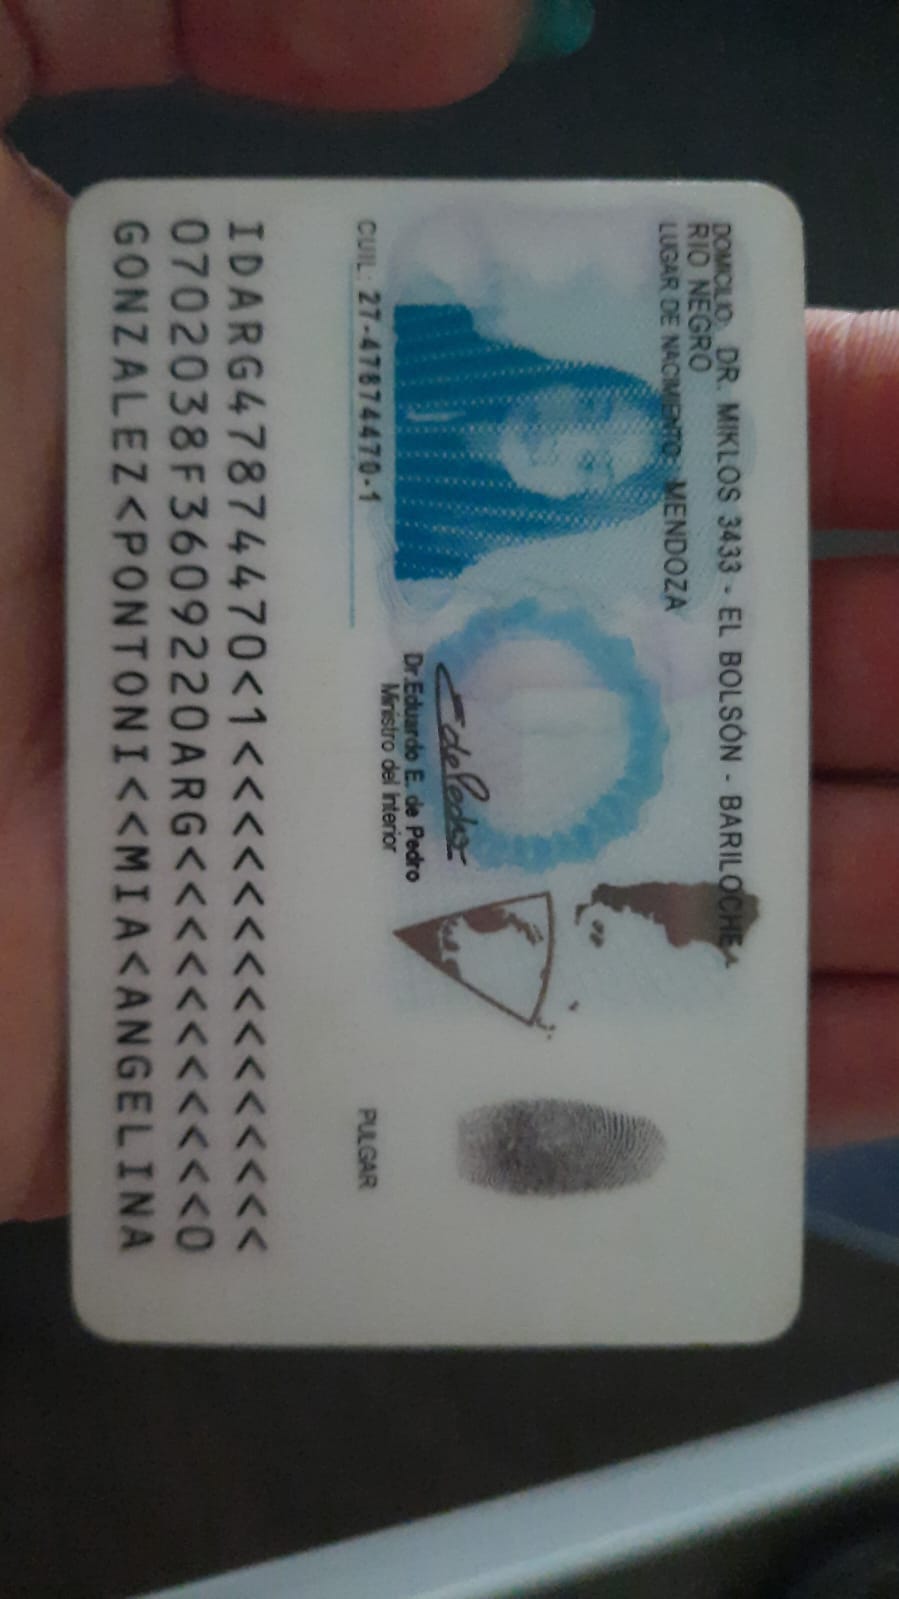 DOMICILIO: DR. MIKLOS 3433 - EL BOLSÓN - BARILOCHE -
RIO NEGRO
LUGAR DE NACIMIENTO: MENDOZA
Dr. Eduardo E. de Pedro
Ministro del Interior
CUIL: 27-47874470-1
PULGAR
IDARG47874470<1<<<<<<<<<<<<<<<
0702038F3609220ARG<<<<<<<<<<<0
GONZALEZ<PONTONI<<MIA<ANGELINA